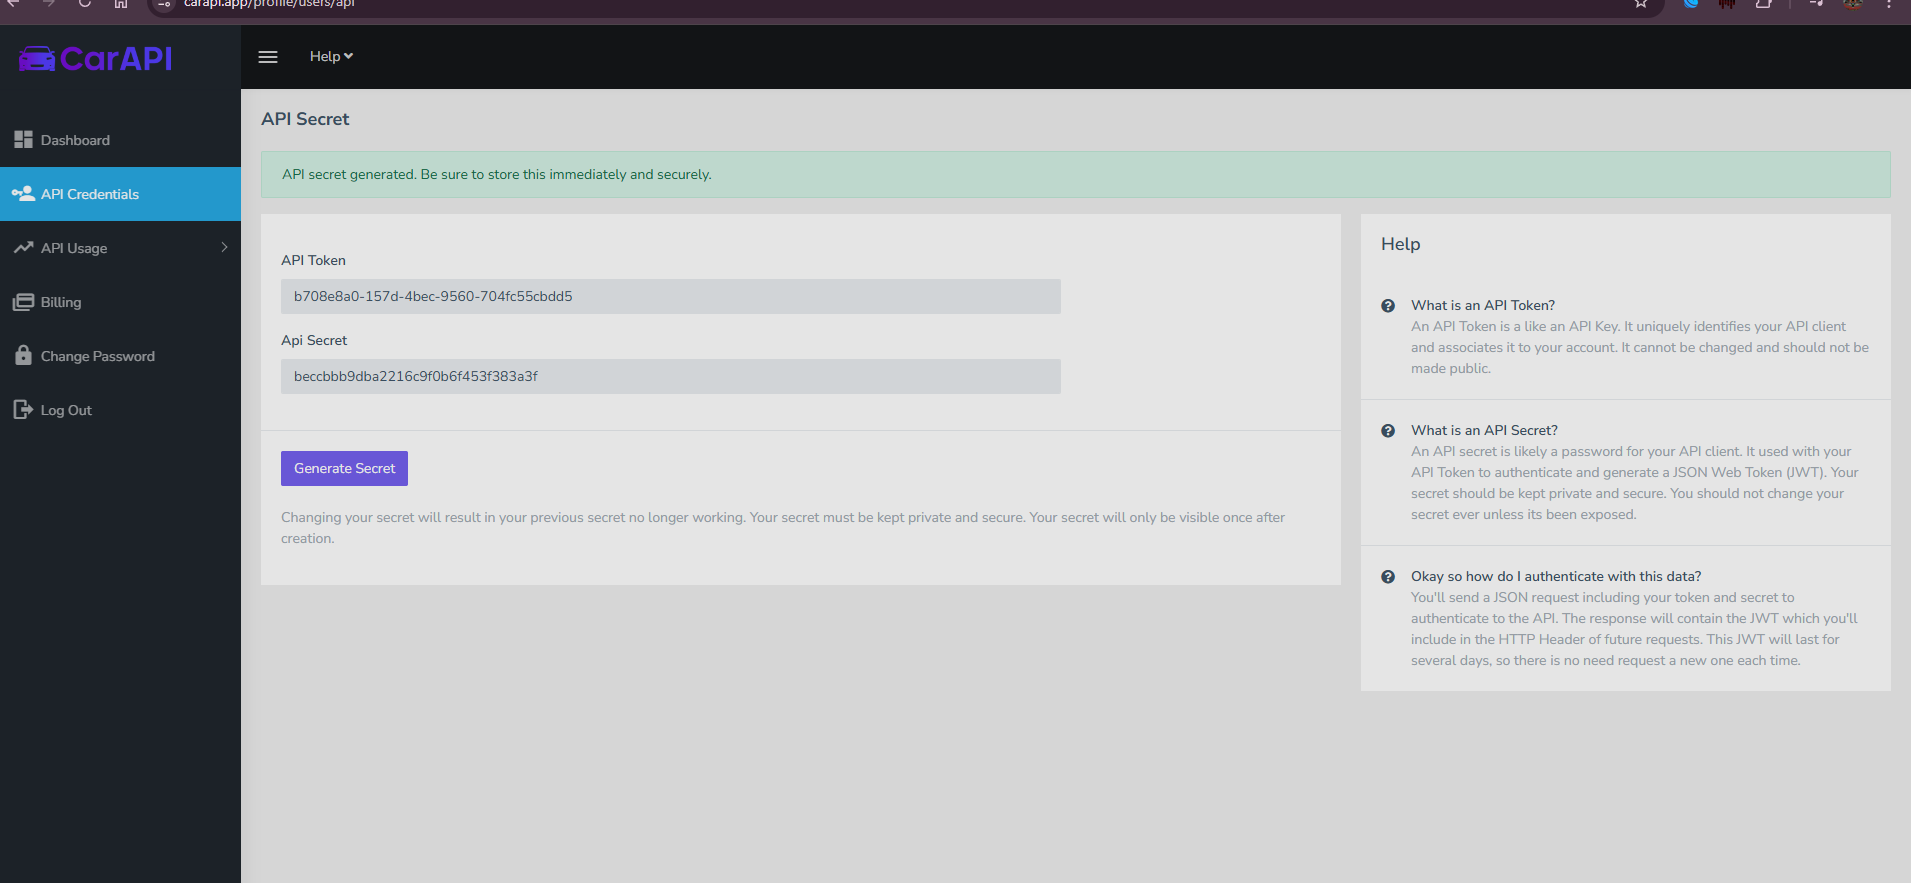 carapi.app/profile/users/api
CarAPI
Help
Dashboard
API Credentials
API Usage
Billing
Change Password
Log Out
API Secret
API secret generated. Be sure to store this immediately and securely.
API Token
b708e8a0-157d-4bec-9560-704fc55cbdd5
Api Secret
beccbbb9dba2216c9f0b6f453f383a3f
Generate Secret
Changing your secret will result in your previous secret no longer working. Your secret must be kept private and secure. Your secret will only be visible once after
creation.
Help
What is an API Token?
An API Token is a like an API Key. It uniquely identifies your API client
and associates it to your account. It cannot be changed and should not be
made public.
What is an API Secret?
An API secret is likely a password for your API client. It used with your
API Token to authenticate and generate a JSON Web Token (JWT). Your
secret should be kept private and secure. You should not change your
secret ever unless its been exposed.
Okay so how do I authenticate with this data?
You'll send a JSON request including your token and secret to
authenticate to the API. The response will contain the JWT which you'll
include in the HTTP Header of future requests. This JWT will last for
several days, so there is no need request a new one each time.